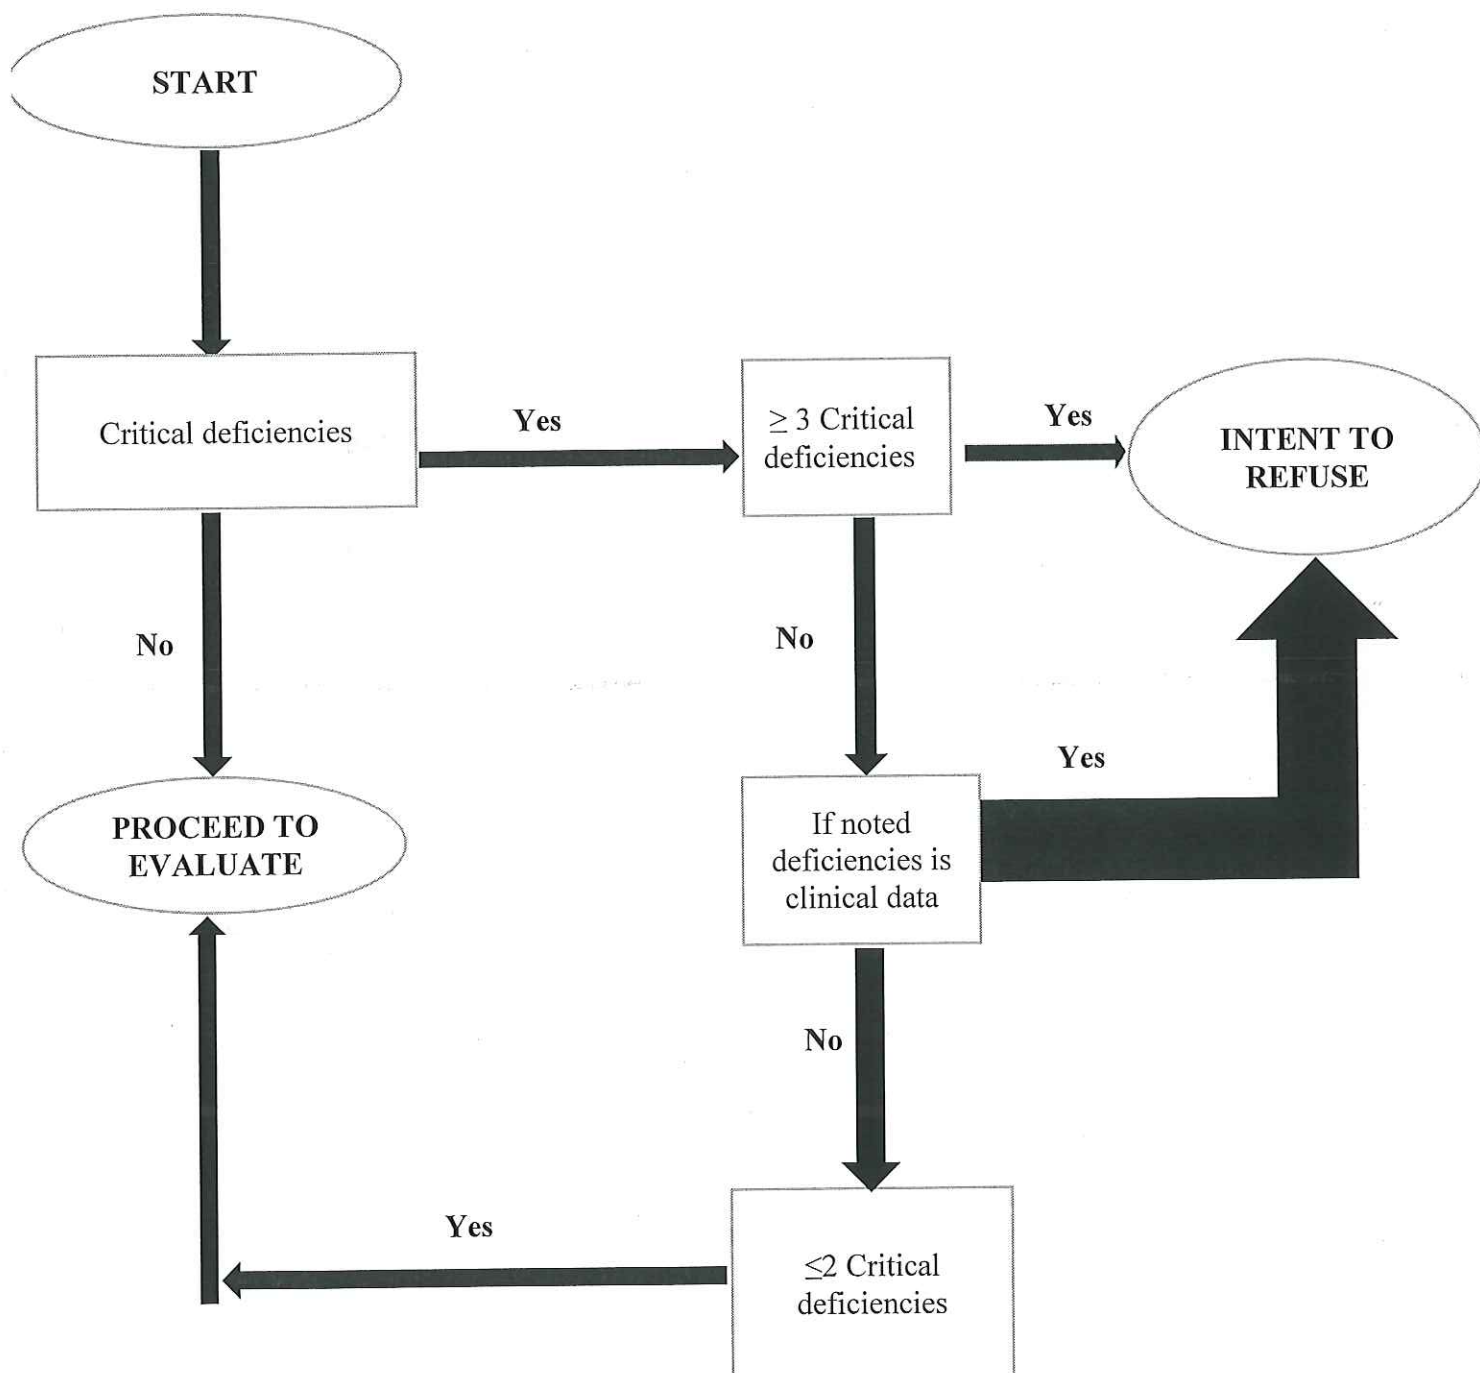 START
Critical deficiencies
Yes
≥ 3 Critical
deficiencies
Yes
INTENT TO
REFUSE
No
No
Yes
PROCEED TO
EVALUATE
If noted
deficiencies is
clinical data
No
Yes
≤2 Critical
deficiencies